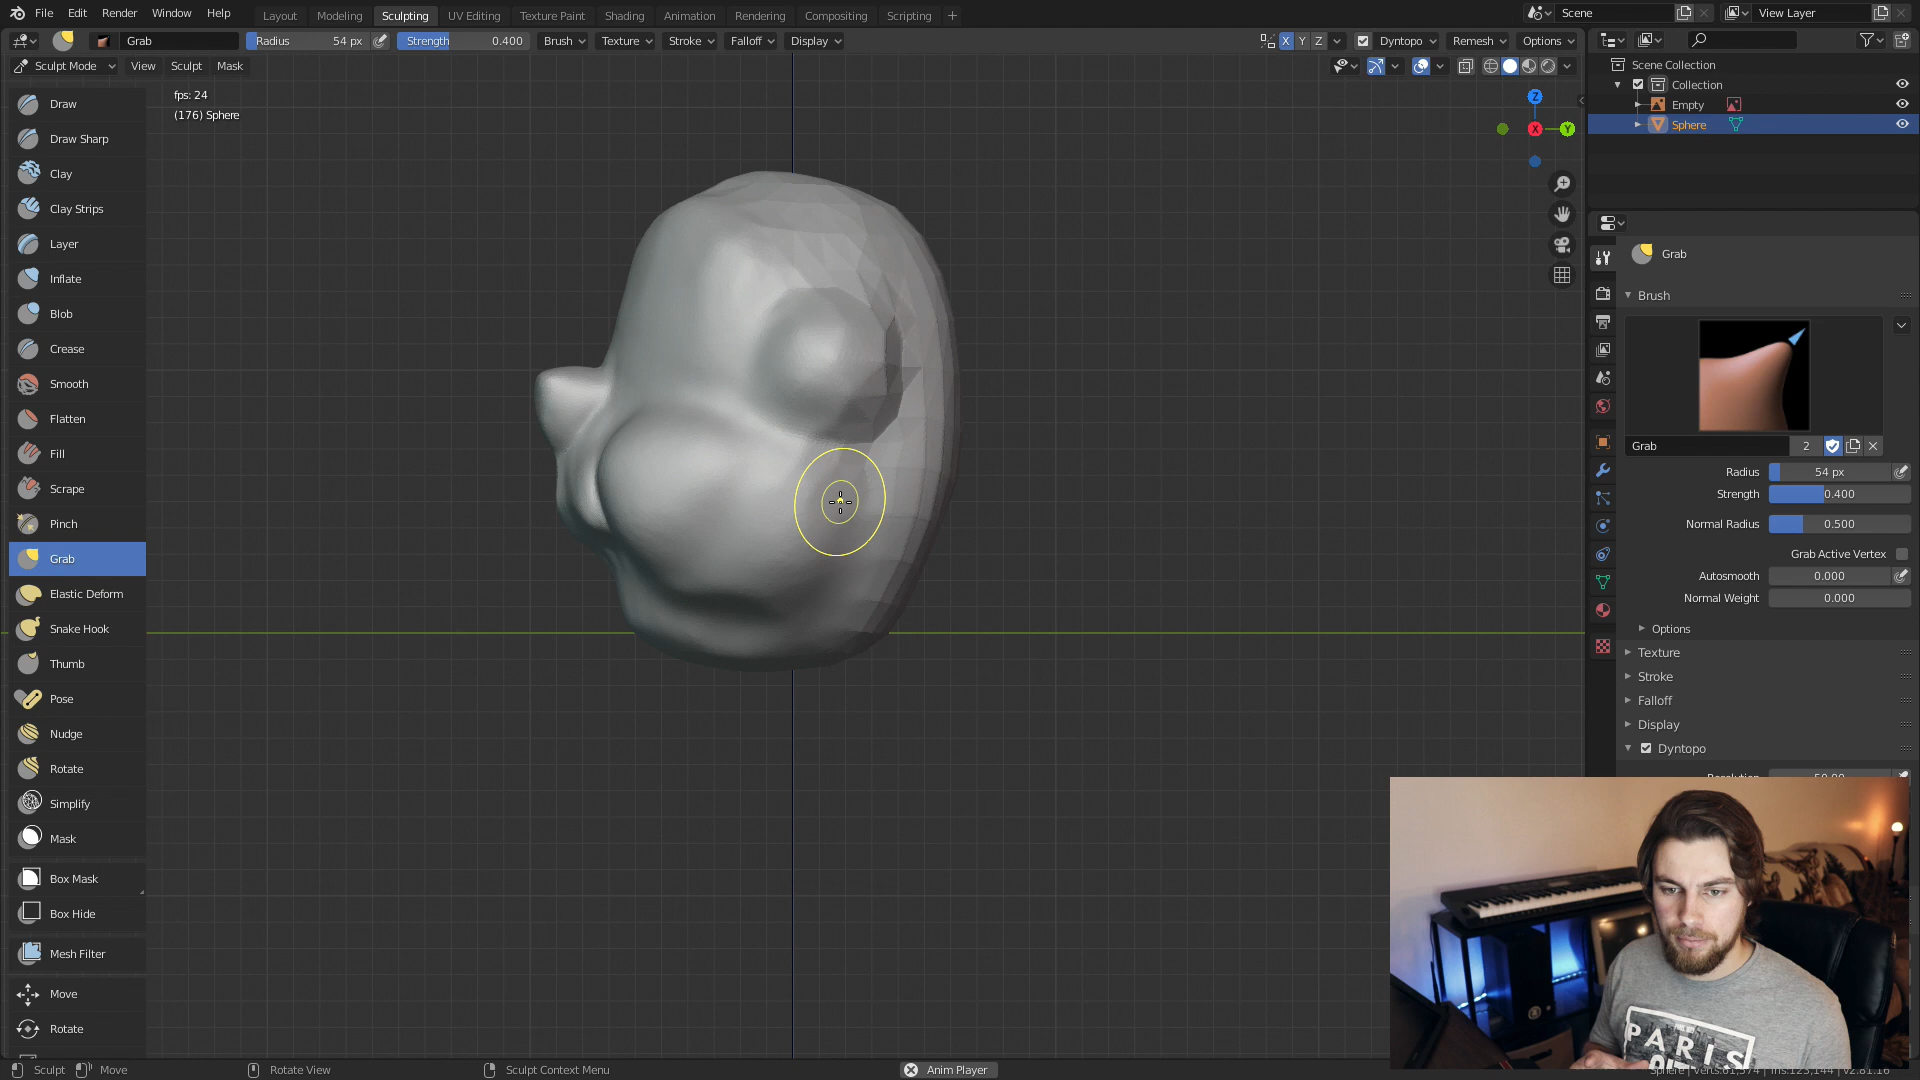 File Edit Render Window Help
Layout Modeling Sculpting UV Editing Texture Paint Shading Animation Rendering Compositing Scripting +
Scene
View Layer
Grab
Radius 54 px
Strength 0.400
Brush Texture Stroke Falloff Display
X Y Z
Dyntopo Remesh Options
Sculpt Mode View Sculpt Mask
fps: 24
(176) Sphere
Z
X
Y
Draw
Draw Sharp
Clay
Clay Strips
Layer
Inflate
Blob
Crease
Smooth
Flatten
Fill
Scrape
Pinch
Grab
Elastic Deform
Snake Hook
Thumb
Pose
Nudge
Rotate
Simplify
Mask
Box Mask
Box Hide
Mesh Filter
Move
Rotate
Scene Collection
Collection
Empty
Sphere
Grab
Brush
Grab 2
Radius 54 px
Strength 0.400
Normal Radius 0.500
Grab Active Vertex
Autosmooth 0.000
Normal Weight 0.000
Options
Texture
Stroke
Falloff
Display
Dyntopo
PARIS
Sculpt Move Rotate View Sculpt Context Menu Anim Player